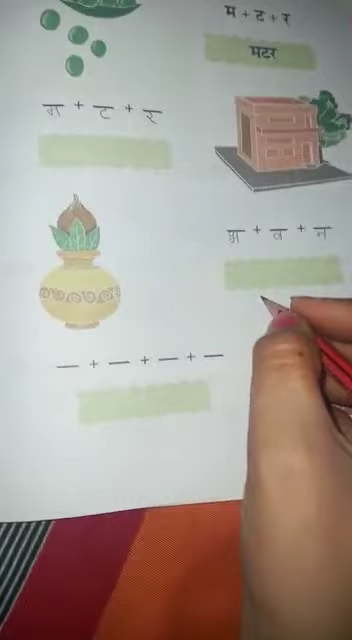 म + ट + र
मटर
म + ट + र
भ + व + न
— + — + — + —